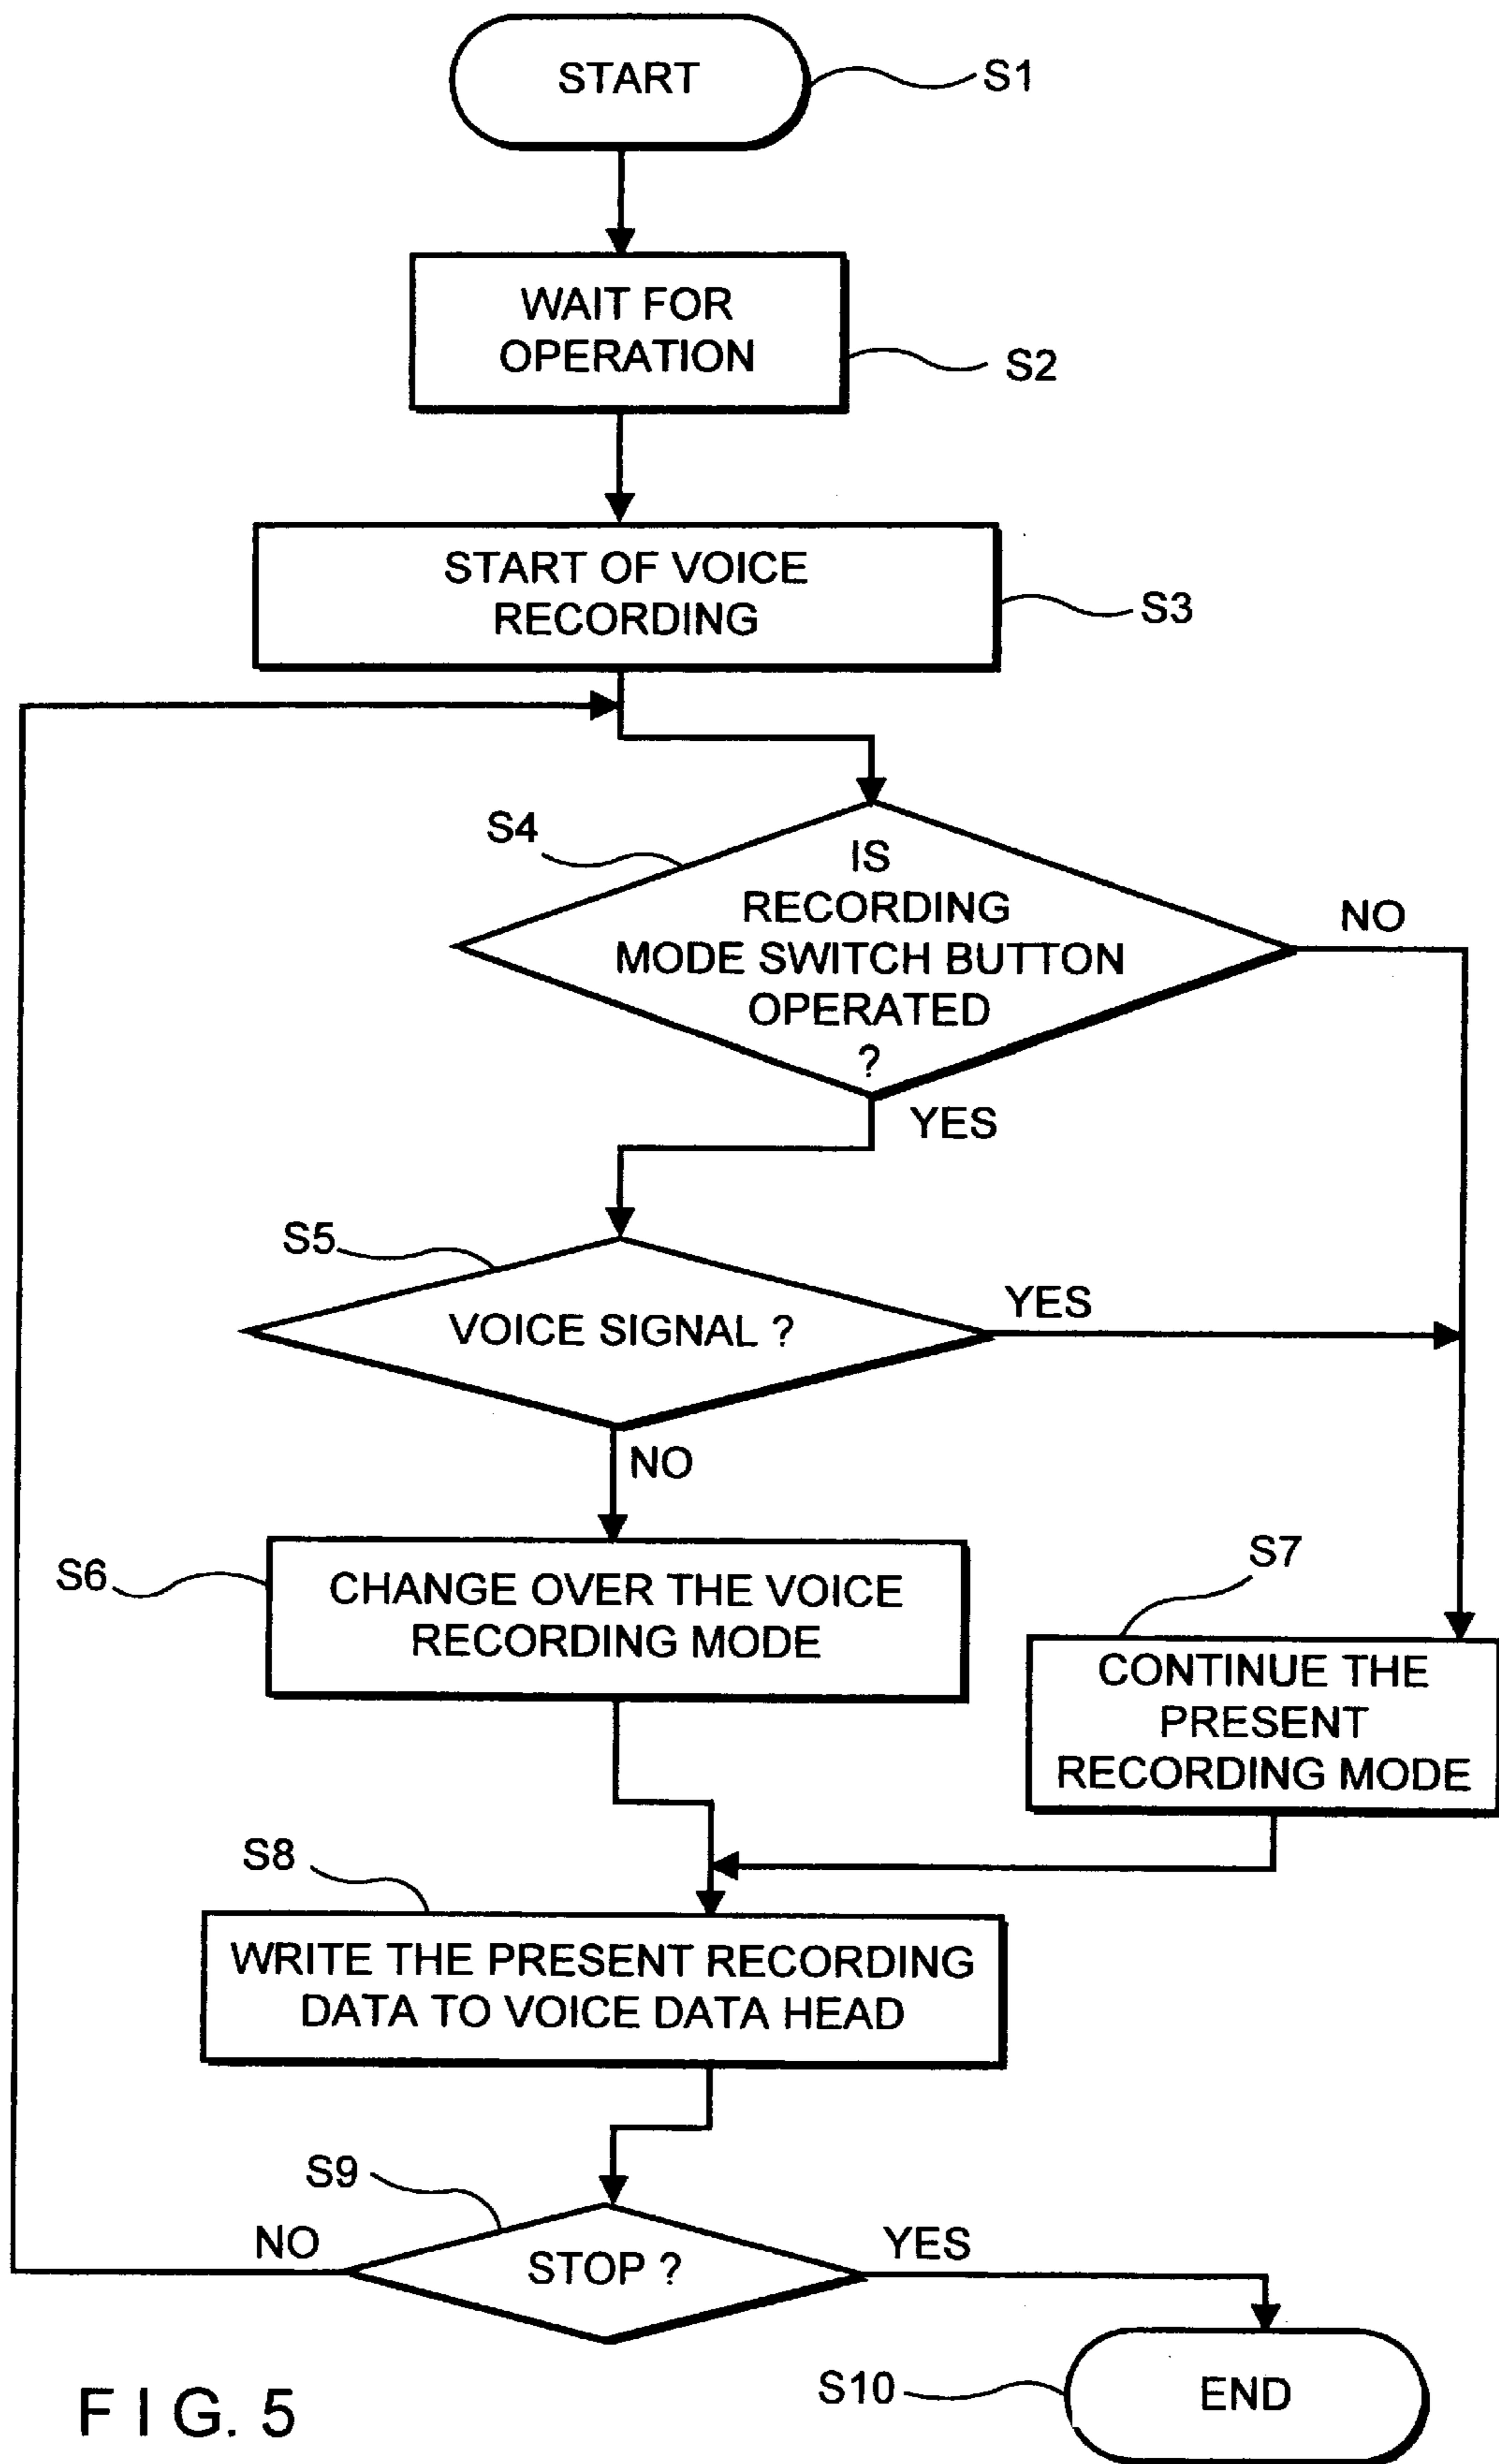 START
S1
WAIT FOR
OPERATION
S2
START OF VOICE
RECORDING
S3
S4
IS
RECORDING
MODE SWITCH BUTTON
OPERATED
?
NO
YES
S5
VOICE SIGNAL ?
YES
NO
S6
CHANGE OVER THE VOICE
RECORDING MODE
S7
CONTINUE THE
PRESENT
RECORDING MODE
S8
WRITE THE PRESENT RECORDING
DATA TO VOICE DATA HEAD
S9
NO
STOP ?
YES
S10
END
FIG. 5